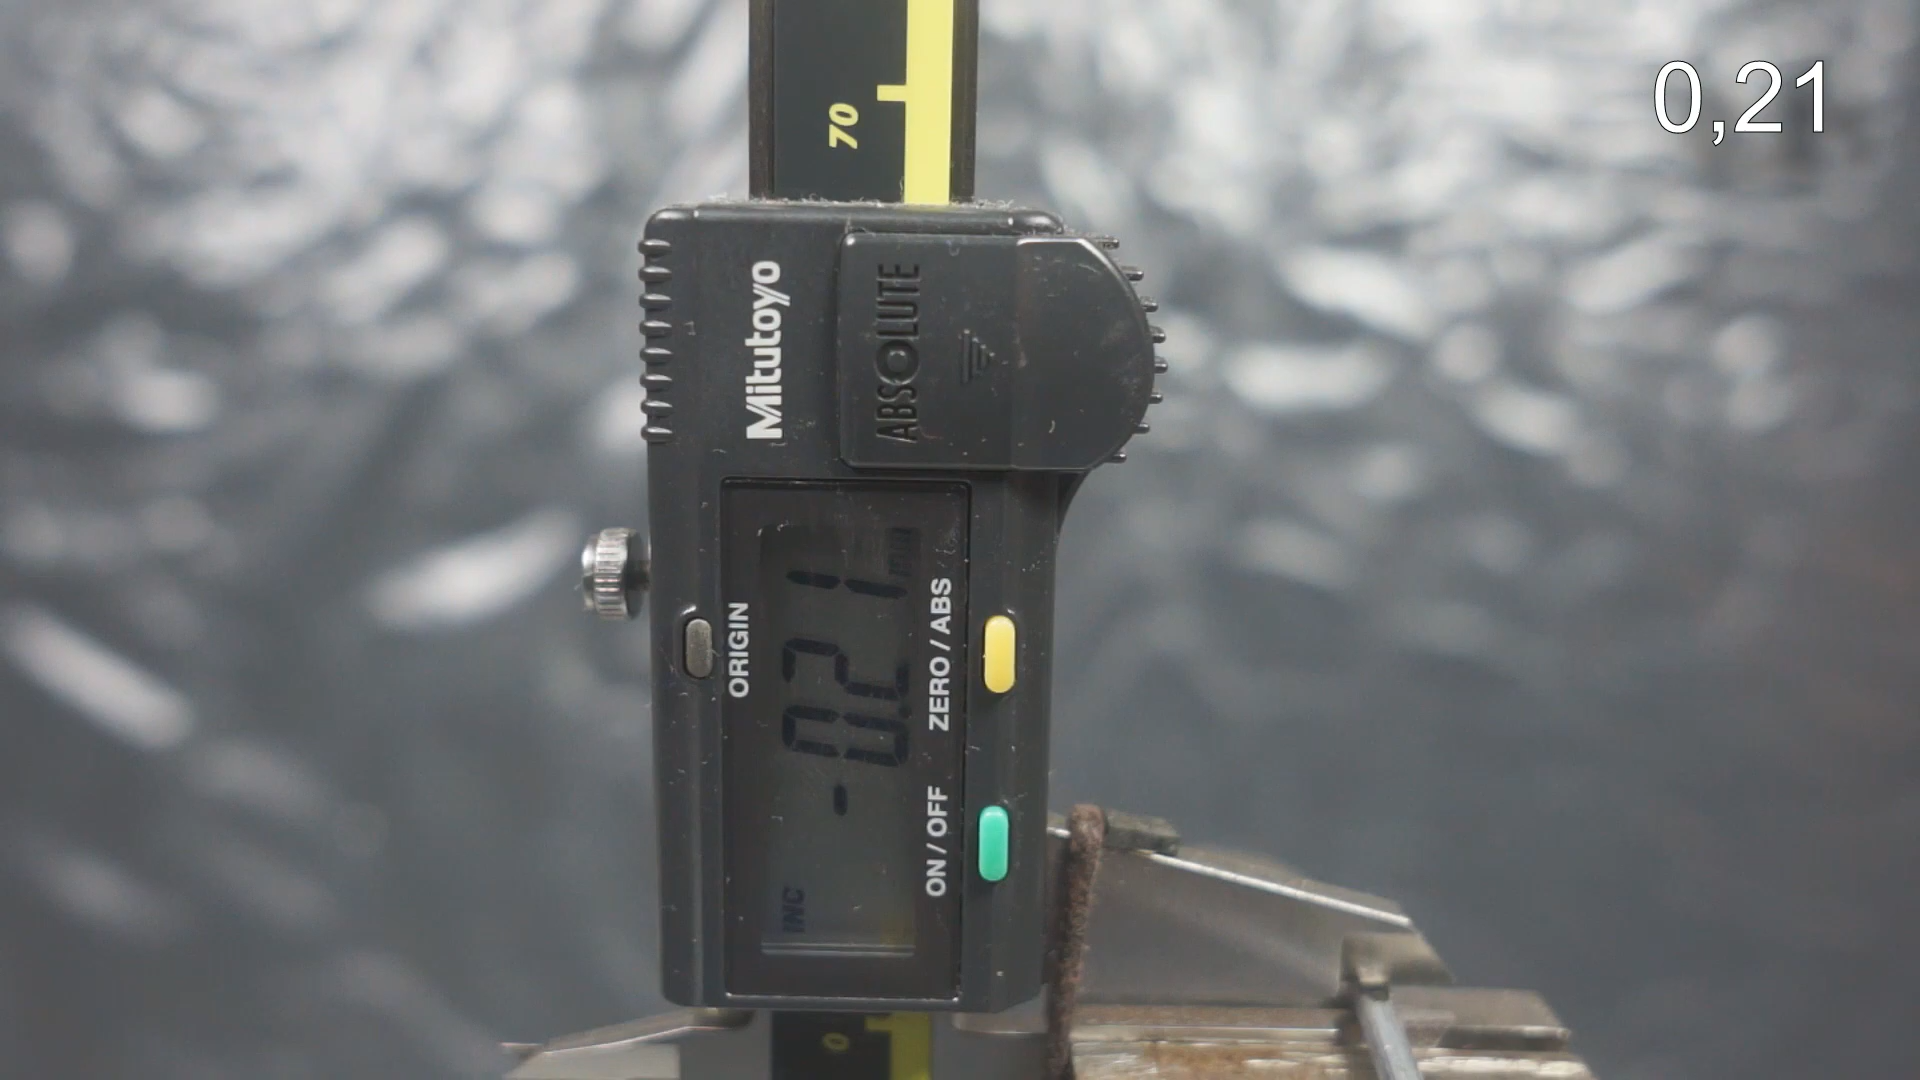 0,21
70
Mitutoyo
ABSOLUTE
ORIGIN
-0.21
mm
INC
ZERO / ABS
ON / OFF
0